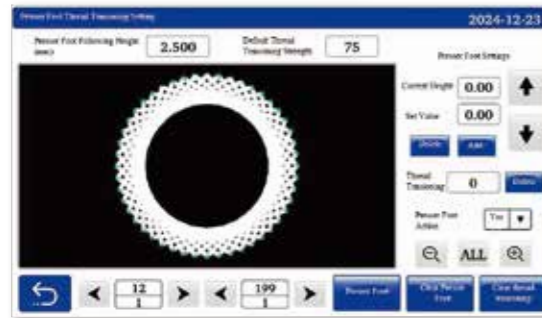 Presser Foot Thread Tensioning Setting
2024-12-23
Presser Foot Following Height
(mm)
2.500
Default Thread
Tensioning Strength
75
Presser Foot Settings
Current Height
0.00
Set Value
0.00
Delete
Add
Thread
Tensioning
0
Presser Foot
Action
Yes
ALL
12
1
199
1
Presser Foot
Clear Presser
Foot
Clear thread
tensioning